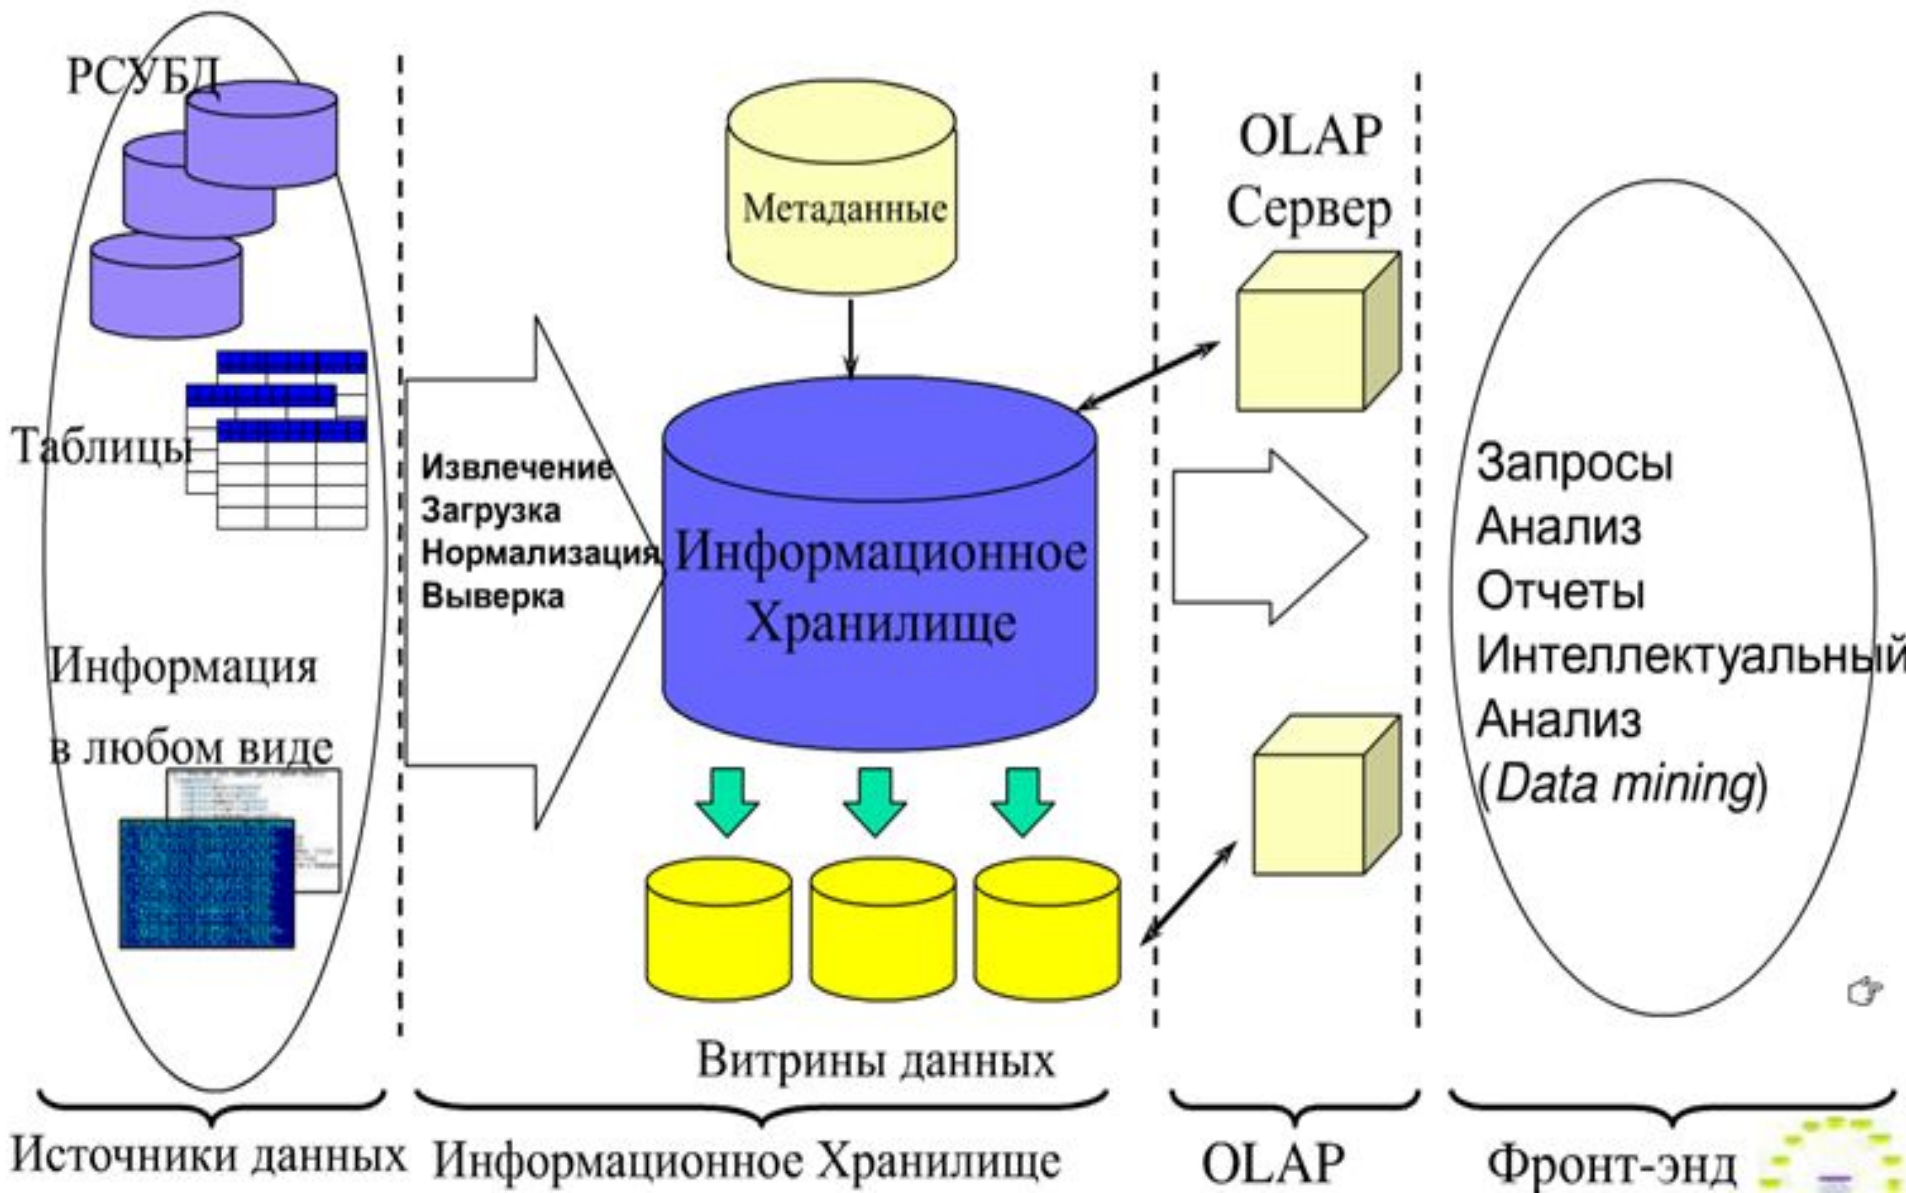 РСУБД
Таблицы
Информация
в любом виде
Извлечение
Загрузка
Нормализация
Выверка
Метаданные
Информационное
Хранилище
Витрины данных
OLAP
Сервер
Запросы
Анализ
Отчеты
Интеллектуальный
Анализ
(Data mining)
Источники данных
Информационное Хранилище
OLAP
Фронт-энд